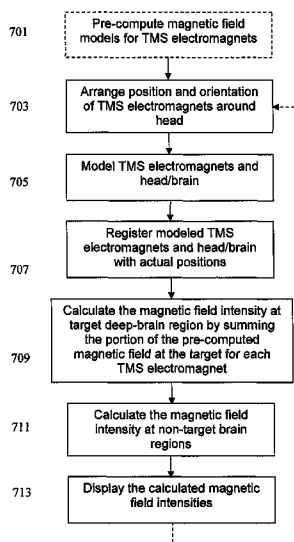 701
Pre-compute magnetic field
models for TMS electromagnets
703
Arrange position and orientation
of TMS electromagnets around
head
705
Model TMS electromagnets and
head/brain
707
Register modeled TMS
electromagnets and head/brain
with actual positions
709
Calculate the magnetic field intensity at
target deep-brain region by summing
the portion of the pre-computed
magnetic field at the target for each
TMS electromagnet
711
Calculate the magnetic field
intensity at non-target brain
regions
713
Display the calculated magnetic
field intensities